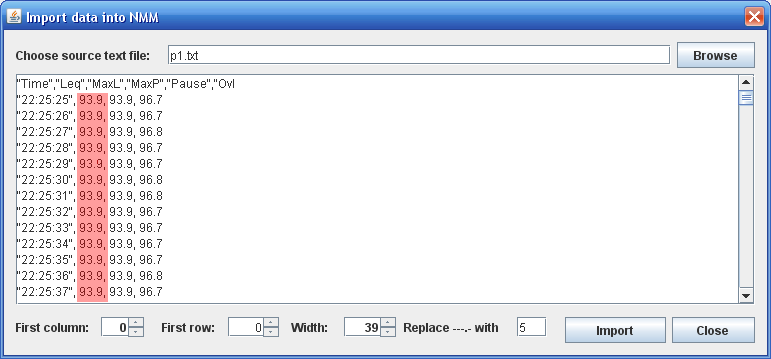 Import data into NMM
Choose source text file: p1.txt Browse
"Time","Leq","MaxL","MaxP","Pause","Ovl
"22:25:25", 93.9, 93.9, 96.7
"22:25:26", 93.9, 93.9, 96.7
"22:25:27", 93.9, 93.9, 96.8
"22:25:28", 93.9, 93.9, 96.7
"22:25:29", 93.9, 93.9, 96.7
"22:25:30", 93.9, 93.9, 96.8
"22:25:31", 93.9, 93.9, 96.8
"22:25:32", 93.9, 93.9, 96.7
"22:25:33", 93.9, 93.9, 96.7
"22:25:34", 93.9, 93.9, 96.7
"22:25:35", 93.9, 93.9, 96.7
"22:25:36", 93.9, 93.9, 96.8
"22:25:37", 93.9, 93.9, 96.7
First column: 0 First row: 0 Width: 39 Replace ---.- with 5 Import Close